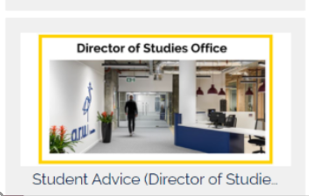 Director of Studies Office
aru
Student Advice (Director of Studie...